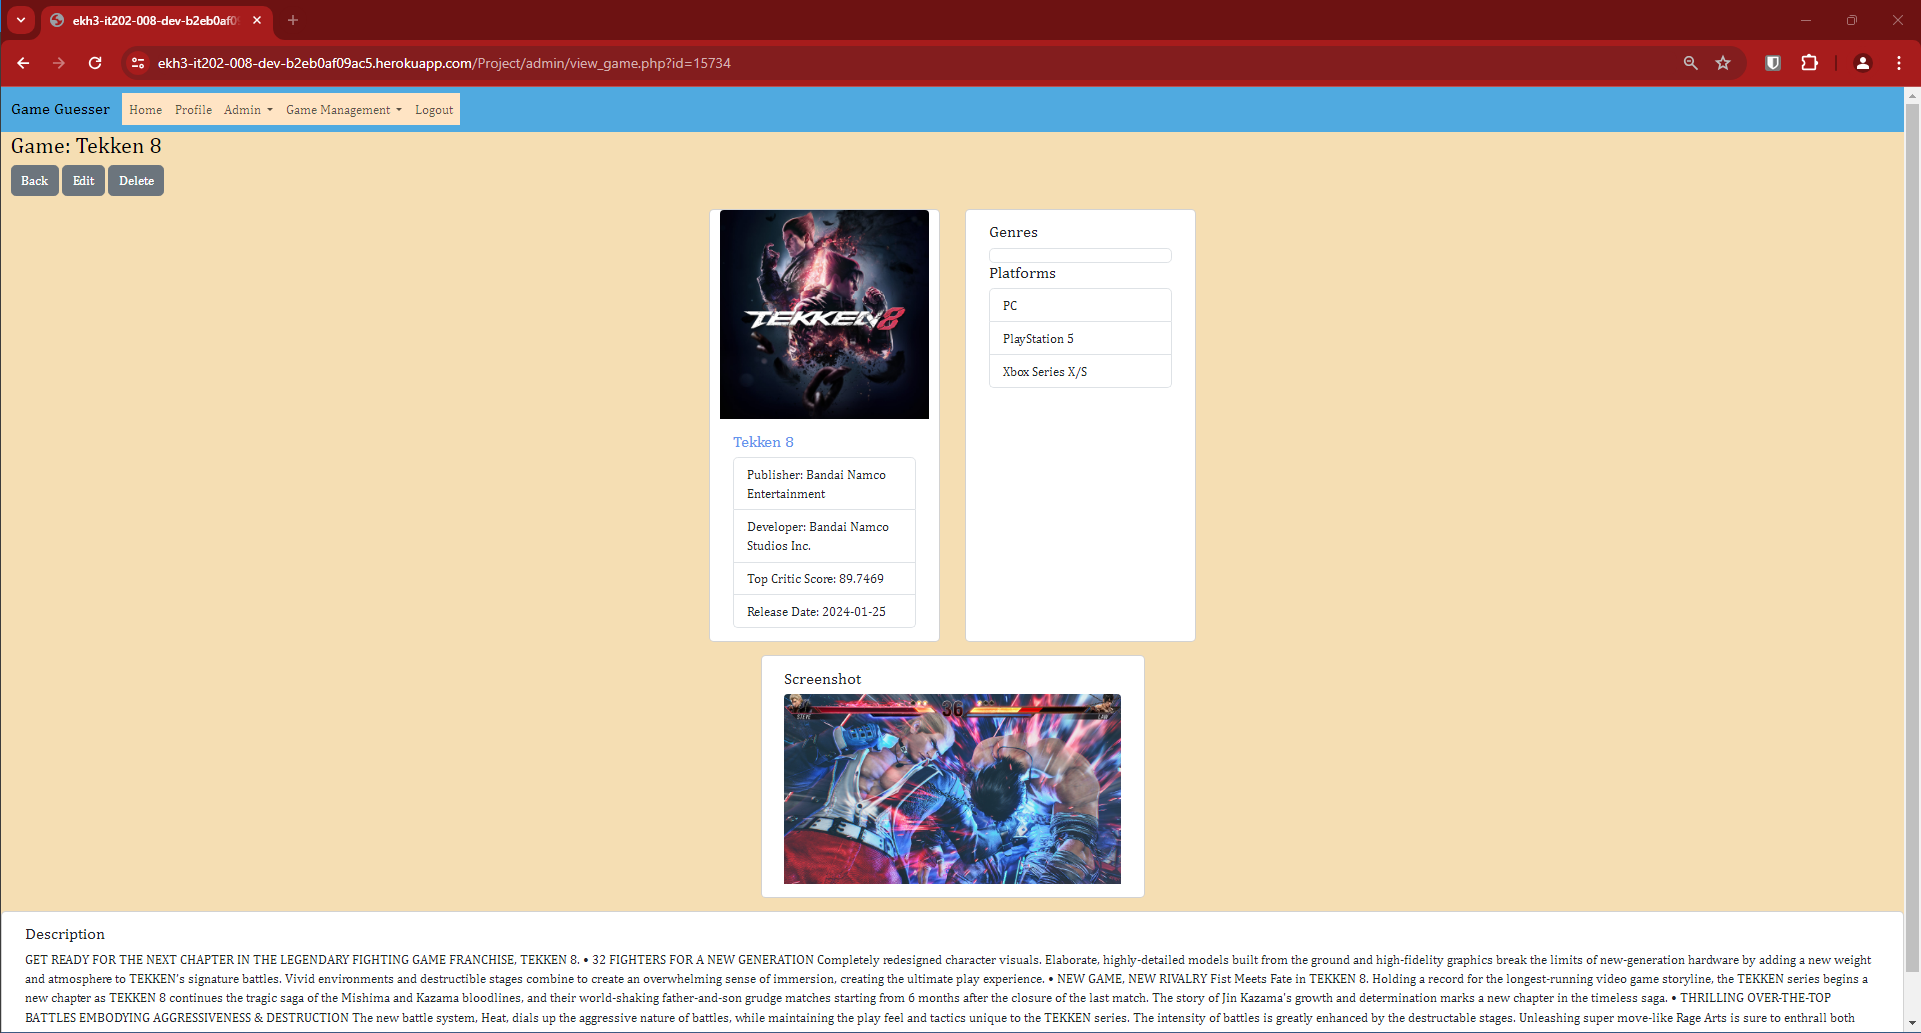 ekh3-it202-008-dev-b2eb0af09
ekh3-it202-008-dev-b2eb0af09ac5.herokuapp.com/Project/admin/view_game.php?id=15734
Game Guesser Home Profile Admin Game Management Logout
Game: Tekken 8
Back Edit Delete
TEKKEN 8
Tekken 8
Publisher: Bandai Namco
Entertainment
Developer: Bandai Namco
Studios Inc.
Top Critic Score: 89.7469
Release Date: 2024-01-25
Genres
Platforms
PC
PlayStation 5
Xbox Series X/S
Screenshot
36
STEVE
LAW
Description
GET READY FOR THE NEXT CHAPTER IN THE LEGENDARY FIGHTING GAME FRANCHISE, TEKKEN 8. • 32 FIGHTERS FOR A NEW GENERATION Completely redesigned character visuals. Elaborate, highly-detailed models built from the ground and high-fidelity graphics break the limits of new-generation hardware by adding a new weight
and atmosphere to TEKKEN's signature battles. Vivid environments and destructible stages combine to create an overwhelming sense of immersion, creating the ultimate play experience. • NEW GAME, NEW RIVALRY Fist Meets Fate in TEKKEN 8. Holding a record for the longest-running video game storyline, the TEKKEN series begins a
new chapter as TEKKEN 8 continues the tragic saga of the Mishima and Kazama bloodlines, and their world-shaking father-and-son grudge matches starting from 6 months after the closure of the last match. The story of Jin Kazama's growth and determination marks a new chapter in the timeless saga. • THRILLING OVER-THE-TOP
BATTLES EMBODYING AGGRESSIVENESS & DESTRUCTION The new battle system, Heat, dials up the aggressive nature of battles, while maintaining the play feel and tactics unique to the TEKKEN series. The intensity of battles is greatly enhanced by the destructable stages. Unleashing super move-like Rage Arts is sure to enthrall both